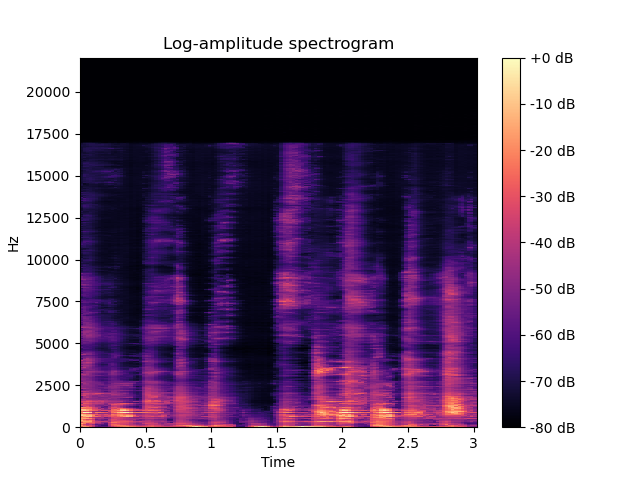 Log-amplitude spectrogram
Hz
20000
17500
15000
12500
10000
7500
5000
2500
0
0 0.5 1 1.5 2 2.5 3
Time
+0 dB
-10 dB
-20 dB
-30 dB
-40 dB
-50 dB
-60 dB
-70 dB
-80 dB